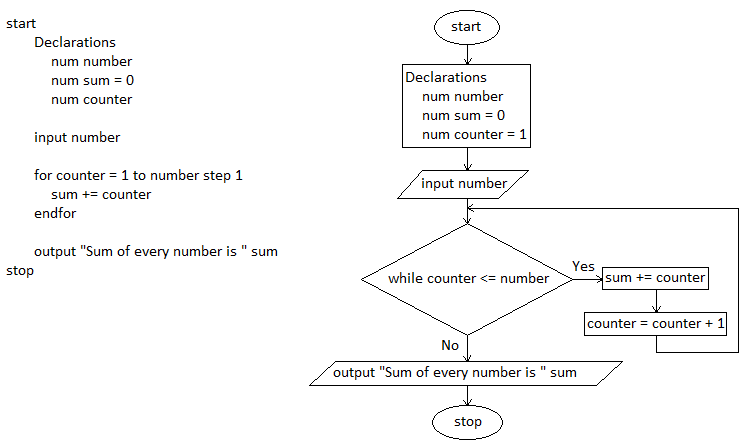 start
Declarations
num number
num sum = 0
num counter
input number
for counter = 1 to number step 1
sum += counter
endfor
output "Sum of every number is " sum
stop
start
Declarations
num number
num sum = 0
num counter = 1
input number
while counter <= number
Yes
sum += counter
counter = counter + 1
No
output "Sum of every number is " sum
stop